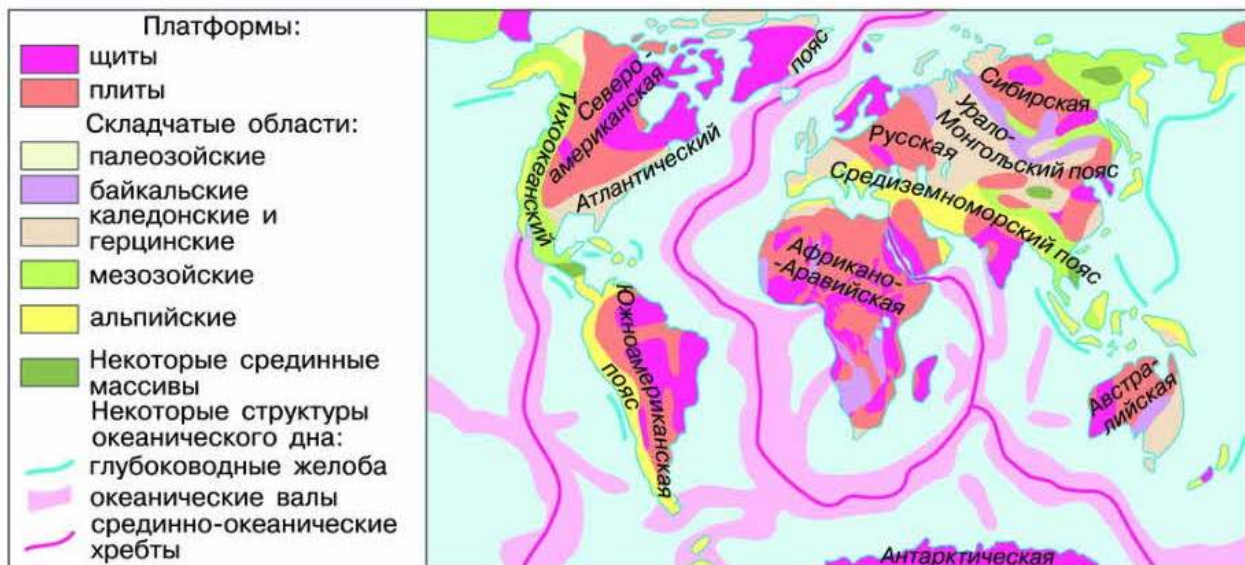 Платформы:
щиты
плиты
Складчатые области:
палеозойские
байкальские
каледонские и
герцинские
мезозойские
альпийские
Некоторые срединные
массивы
Некоторые структуры
океанического дна:
глубоководные желоба
океанические валы
срединно-океанические
хребты
Тихоокеанский
Северо-
американская
Атлантический
пояс
Русская
Сибирская
Урало-
Монгольский пояс
Средиземноморский пояс
Африкано-
-Аравийская
Южноамериканская
пояс
Австра-
лийская
Антарктическая